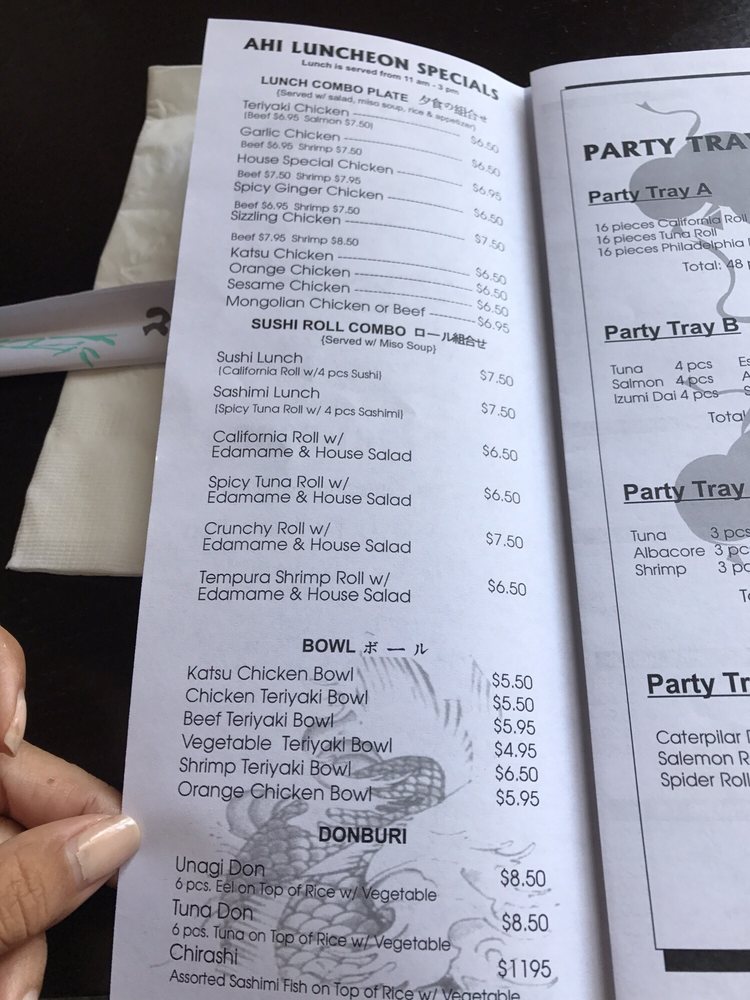 AHI LUNCHEON SPECIALS
Lunch is served from 11 am - 3 pm
LUNCH COMBO PLATE 夕食の組合せ
(Served w/ salad, miso soup, rice & appetizer)
Teriyaki Chicken $6.50
(Beef $6.95 Salmon $7.50)
Garlic Chicken $6.50
Beef $6.95 Shrimp $7.50
House Special Chicken $6.95
Beef $7.50 Shrimp $7.95
Spicy Ginger Chicken $6.50
Beef $6.95 Shrimp $7.50
Sizzling Chicken $7.50
Beef $7.95 Shrimp $8.50
Katsu Chicken $6.50
Orange Chicken $6.50
Sesame Chicken $6.50
Mongolian Chicken or Beef $6.95
SUSHI ROLL COMBO ロール組合せ
{Served w/ Miso Soup}
Sushi Lunch $7.50
(California Roll w/4 pcs Sushi)
Sashimi Lunch $7.50
(Spicy Tuna Roll w/ 4 pcs Sashimi)
California Roll w/
Edamame & House Salad $6.50
Spicy Tuna Roll w/
Edamame & House Salad $6.50
Crunchy Roll w/
Edamame & House Salad $7.50
Tempura Shrimp Roll w/
Edamame & House Salad $6.50
BOWL ボール
Katsu Chicken Bowl $5.50
Chicken Teriyaki Bowl $5.50
Beef Teriyaki Bowl $5.95
Vegetable Teriyaki Bowl $4.95
Shrimp Teriyaki Bowl $6.50
Orange Chicken Bowl $5.95
DONBURI
Unagi Don $8.50
6 pcs. Eel on Top of Rice w/ Vegetable
Tuna Don $8.50
6 pcs. Tuna on Top of Rice w/ Vegetable
Chirashi $1195
Assorted Sashimi Fish on Top of Rice w/ Vegetable
PARTY TRA
Party Tray A
16 pieces California Roll
16 pieces Tuna Roll
16 pieces Philadelphia
Total: 48
Party Tray B
Tuna 4 pcs
Salmon 4 pcs
Izumi Dai 4 pcs
Total
Party Tray
Tuna 3 pcs
Albacore 3 pc
Shrimp 3 pc
Party Tr
Caterpilar
Salemon R
Spider Roll